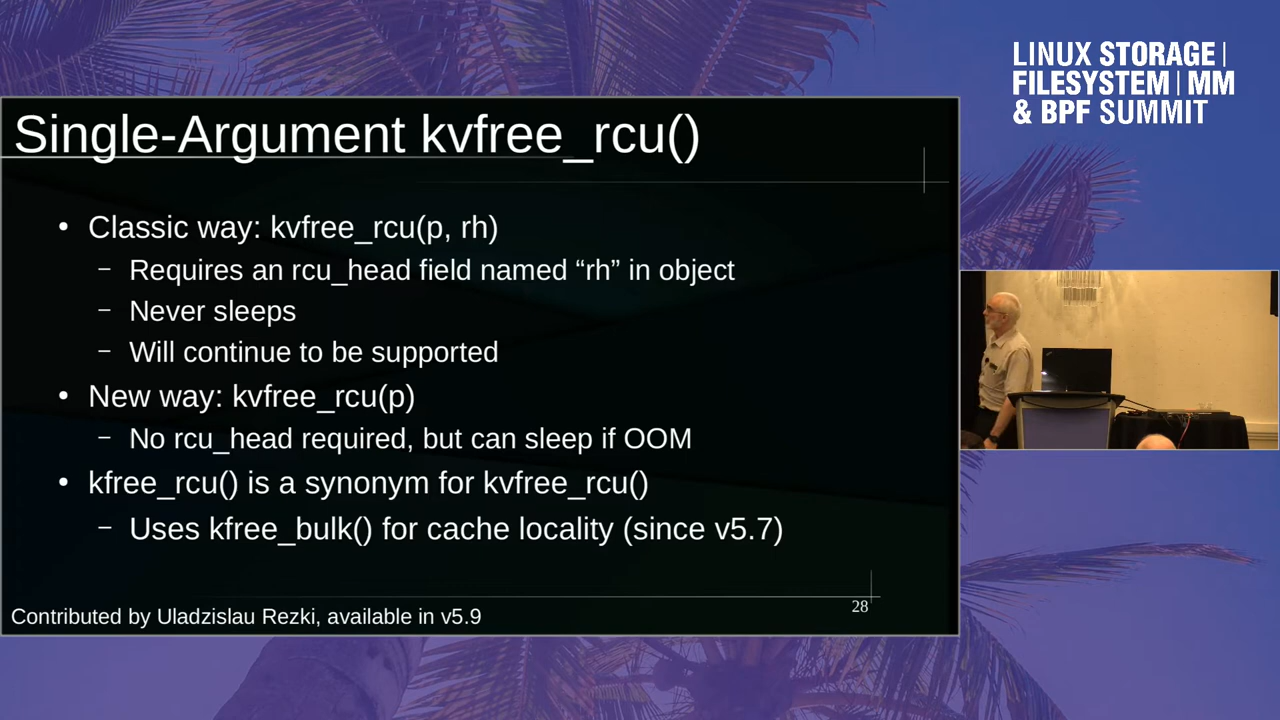 LINUX STORAGE |
FILESYSTEM | MM
& BPF SUMMIT
Single-Argument kvfree_rcu()
• Classic way: kvfree_rcu(p, rh)
– Requires an rcu_head field named “rh” in object
– Never sleeps
– Will continue to be supported
• New way: kvfree_rcu(p)
– No rcu_head required, but can sleep if OOM
• kfree_rcu() is a synonym for kvfree_rcu()
– Uses kfree_bulk() for cache locality (since v5.7)
28
Contributed by Uladzislau Rezki, available in v5.9